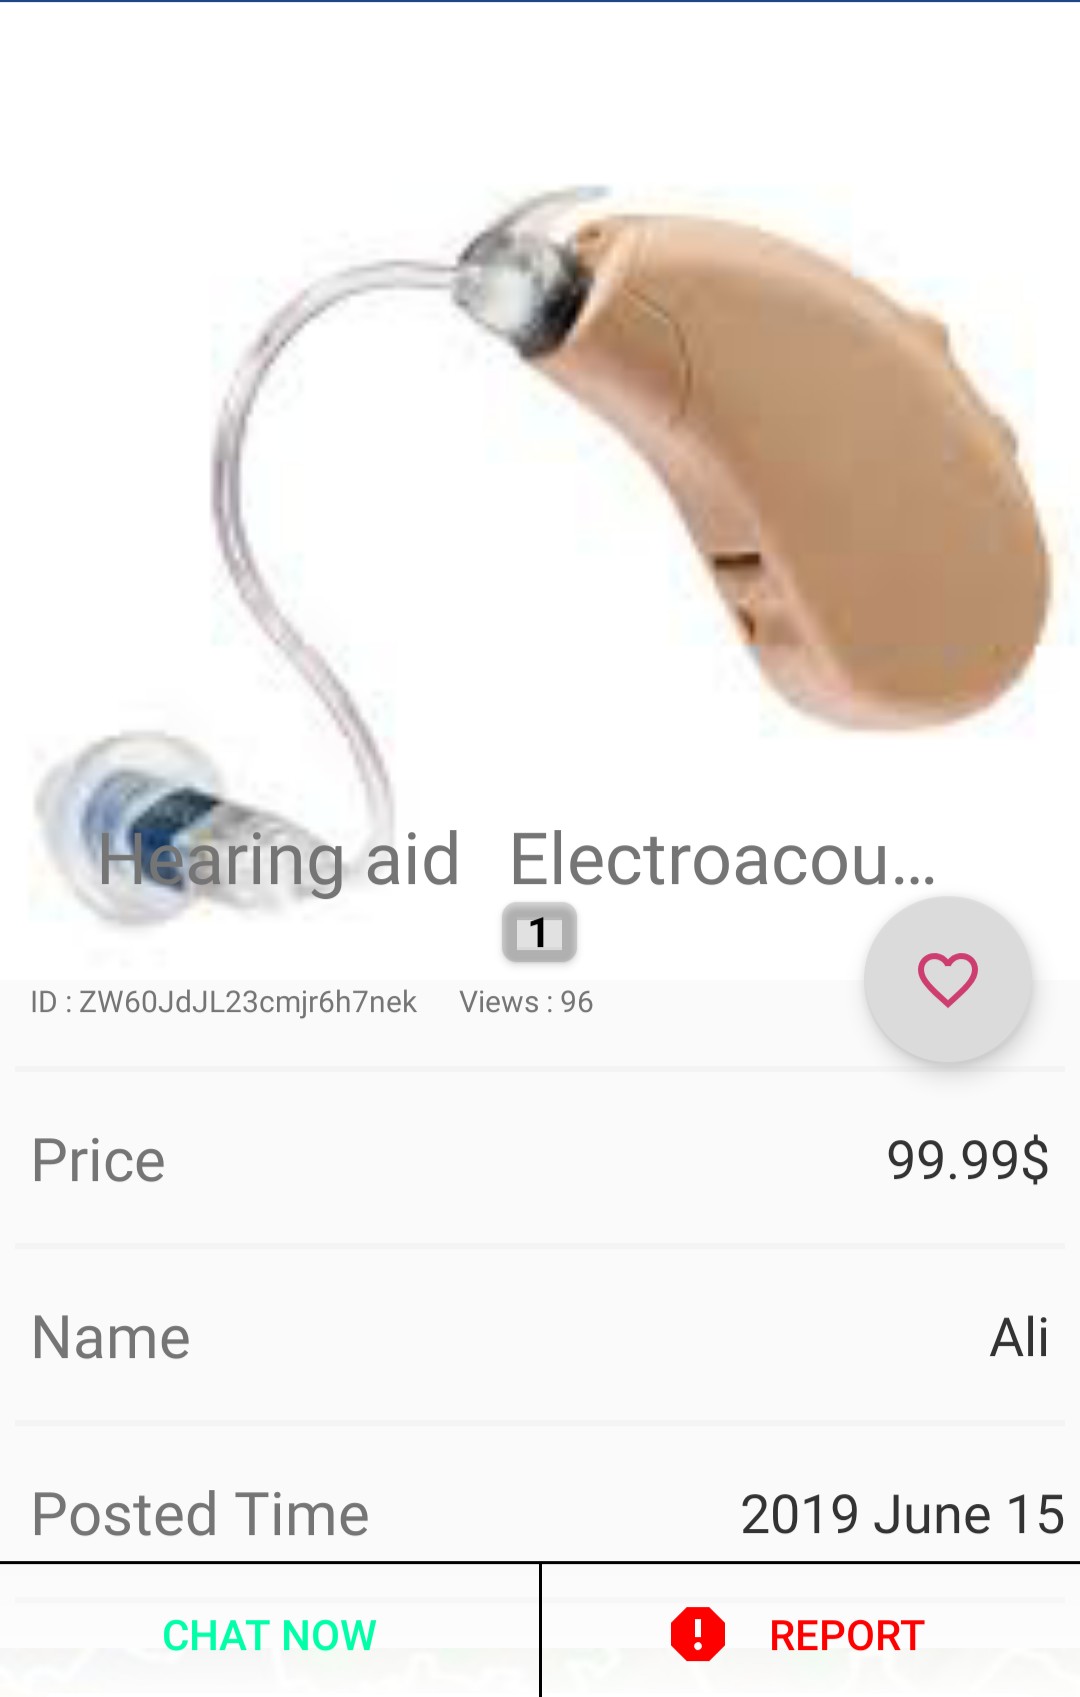 Hearing aid Electroacou...
1
ID : ZW60JdJL23cmjr6h7nek Views : 96
Price 99.99$
Name Ali
Posted Time 2019 June 15
CHAT NOW REPORT